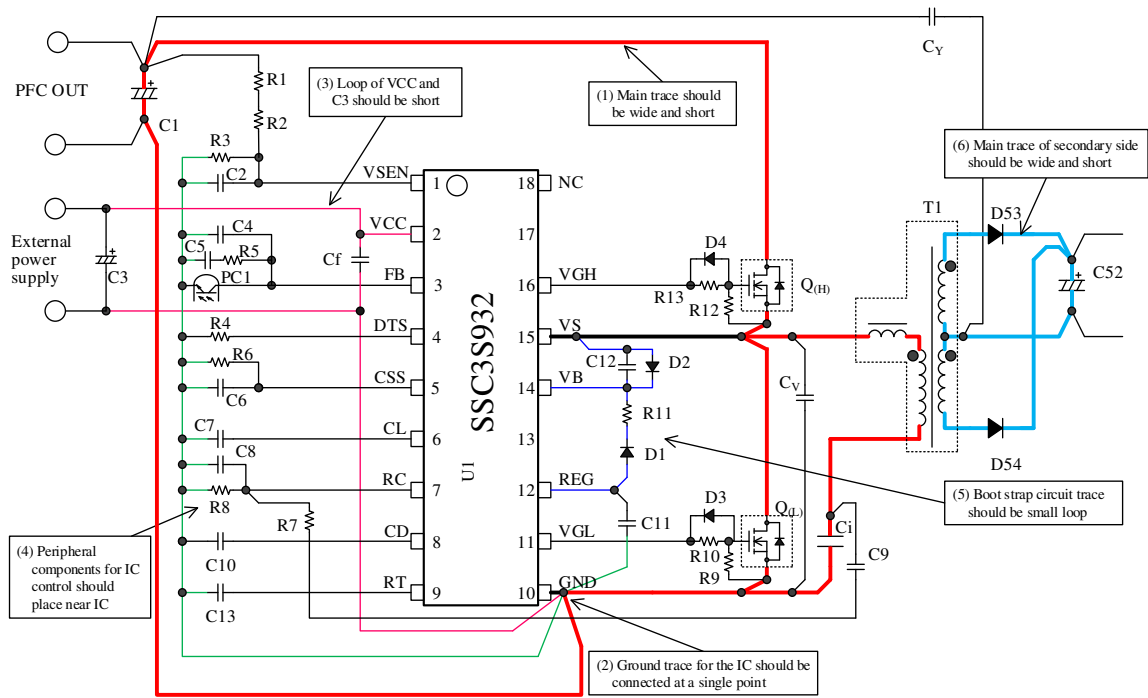 PFC OUT
C1
R1
R2
(3) Loop of VCC and
C3 should be short
(1) Main trace should
be wide and short
CY
(6) Main trace of secondary side
should be wide and short
R3
C2
VSEN
1
18
NC
External
power
supply
C3
C4
C5
R5
PC1
VCC
2
Cf
FB
3
17
D4
VGH
16
R13
R12
Q(H)
T1
D53
C52
R4
DTS
4
15
VS
R6
C6
CSS
5
14
VB
C12
D2
CV
R11
C7
CL
6
13
D1
D54
C8
R8
RC
7
R7
12
REG
(5) Boot strap circuit trace
should be small loop
SSC3S932
U1
C11
D3
Q(L)
(4) Peripheral
components for IC
control should
place near IC
C10
CD
8
11
VGL
R10
R9
Ci
C9
C13
RT
9
10
GND
(2) Ground trace for the IC should be
connected at a single point